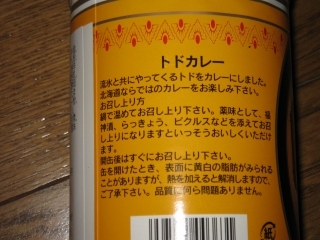 トドカレー
流氷と共にやってくるトドをカレーにしました。
北海道ならではのカレーをお楽しみ下さい。
お召し上り方
鍋で温めてお召し上り下さい。薬味として、福
神漬、らっきょう、ピクルスなどを添えてお召
し上りになりますといっそうおいしくいただけ
ます。
開缶後はすぐにお召し上り下さい。
缶を開けたとき、表面に黄白の脂肪がみられる
ことがありますが、熱を加えると解消しますので、
ご了承下さい。品質に何ら問題ありません。
紙